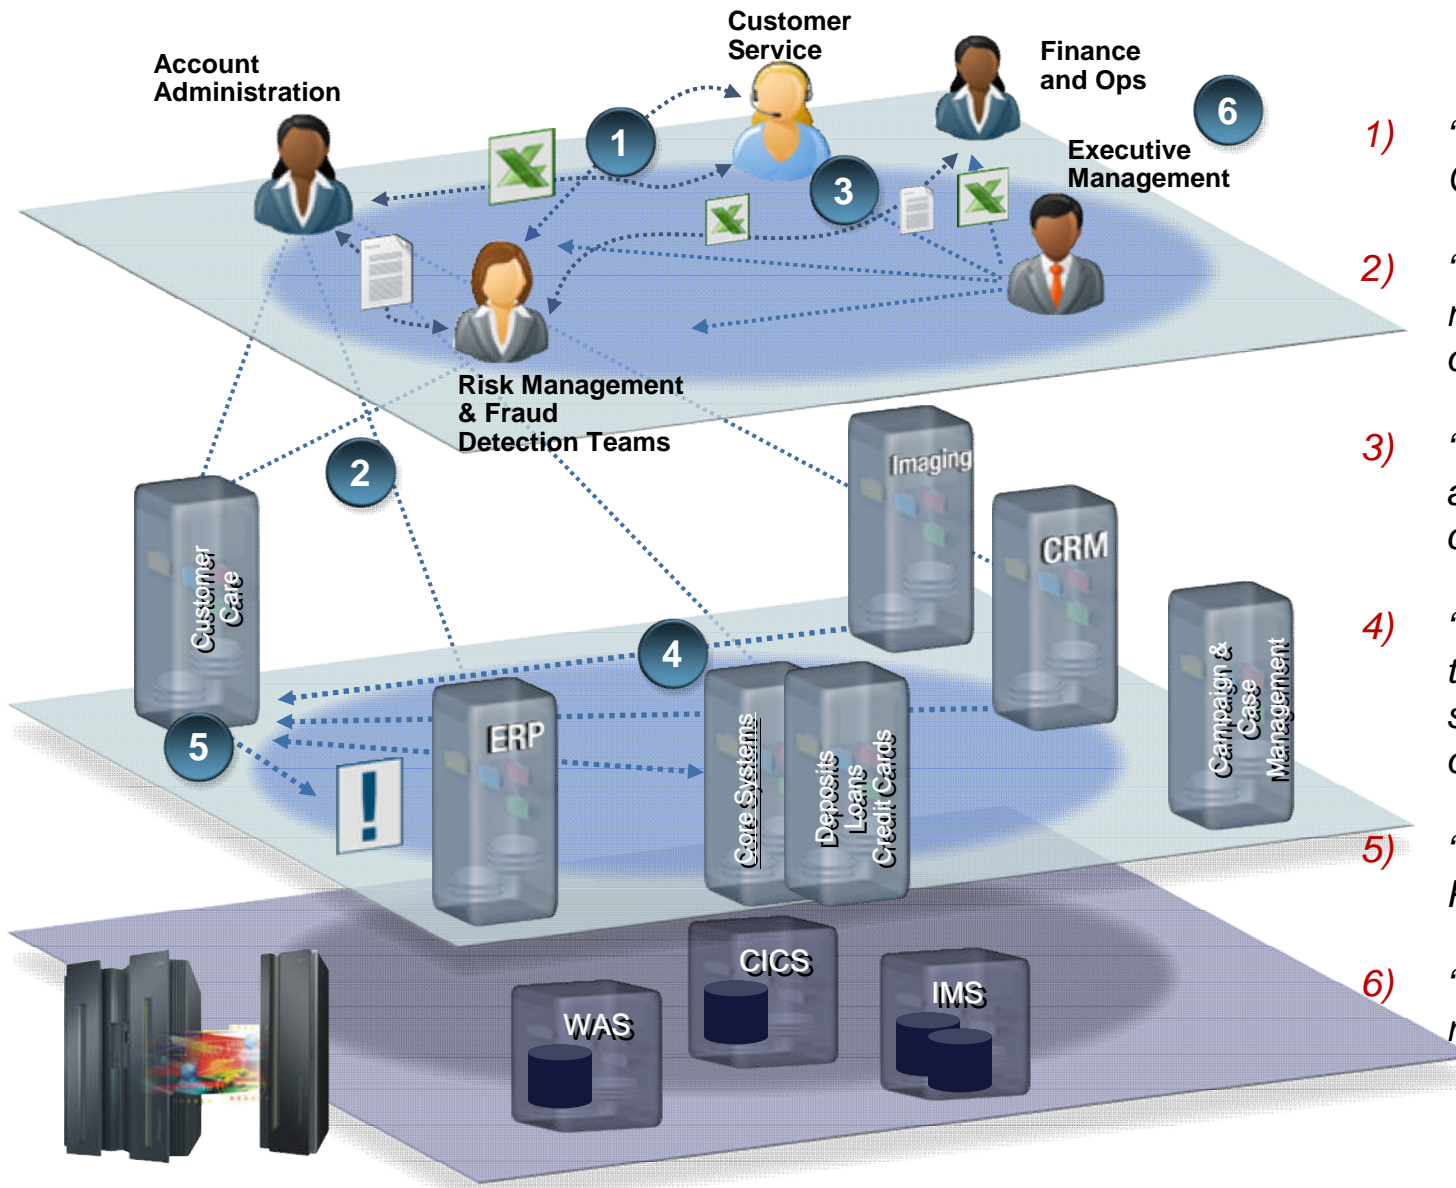 Customer
Service
Finance
and Ops
Account
Administration
6
1
Executive
Management
3
Risk Management
& Fraud
Detection Teams
2
Imaging
CRM
Customer
Care
4
Campaign &
Case
Management
5
ERP
!
Core Systems
Deposits
Loans
Credit Cards
CICS
IMS
WAS
1)
2)
3)
4)
5)
6)